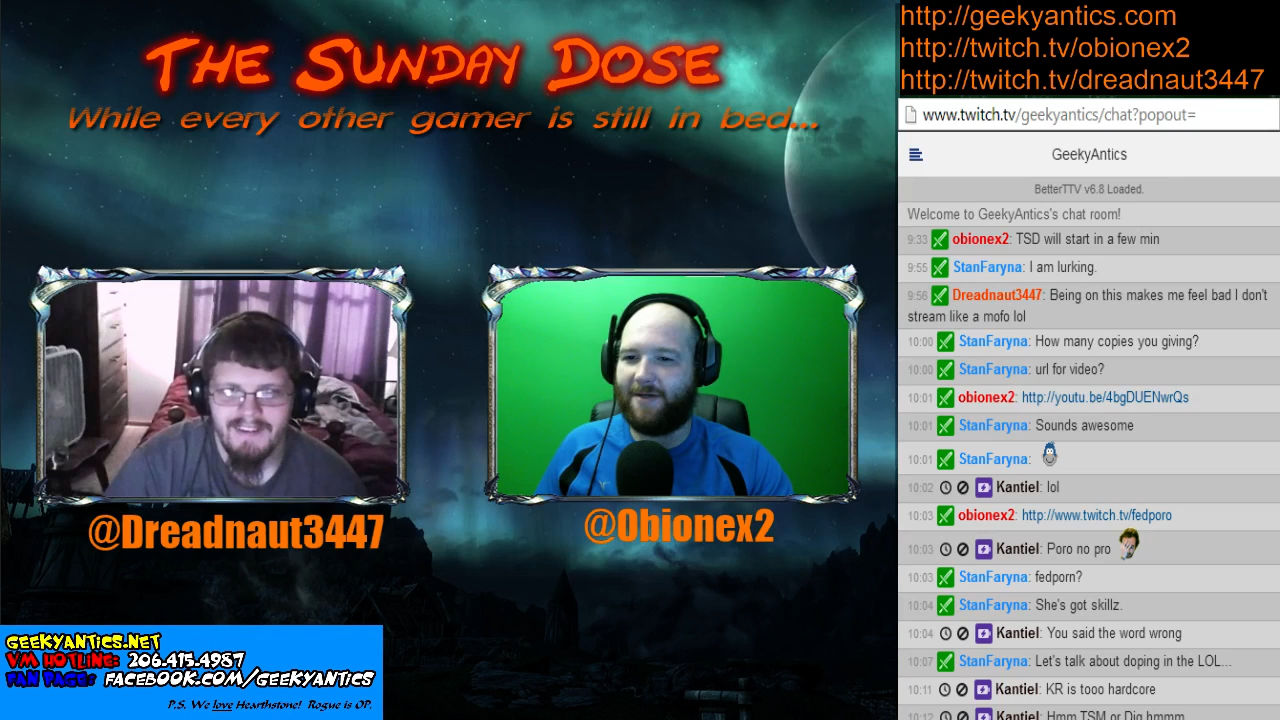 The Sunday Dose
While every other gamer is still in bed...
@Dreadnaut3447
@Obionex2
GeekyAntics.net
VM Hotline: 206.415.4987
Fan Page: facebook.com/geekyantics
P.S. We love Hearthstone! Rogue is OP.
http://geekyantics.com
http://twitch.tv/obionex2
http://twitch.tv/dreadnaut3447
www.twitch.tv/geekyantics/chat?popout=
GeekyAntics
BetterTTV v6.8 Loaded.
Welcome to GeekyAntics's chat room!
9:33 obionex2: TSD will start in a few min
9:55 StanFaryna: I am lurking.
9:56 Dreadnaut3447: Being on this makes me feel bad I don't
stream like a mofo lol
10:00 StanFaryna: How many copies you giving?
10:00 StanFaryna: url for video?
10:01 obionex2: http://youtu.be/4bgDUENwrQs
10:01 StanFaryna: Sounds awesome
10:01 StanFaryna:
10:02 Kantiel: lol
10:03 obionex2: http://www.twitch.tv/fedporo
10:03 Kantiel: Poro no pro
10:03 StanFaryna: fedporn?
10:04 StanFaryna: She's got skillz.
10:04 Kantiel: You said the word wrong
10:07 StanFaryna: Let's talk about doping in the LOL...
10:11 Kantiel: KR is tooo hardcore
10:12 Kantiel: Hmm TSM or Dig hmmm